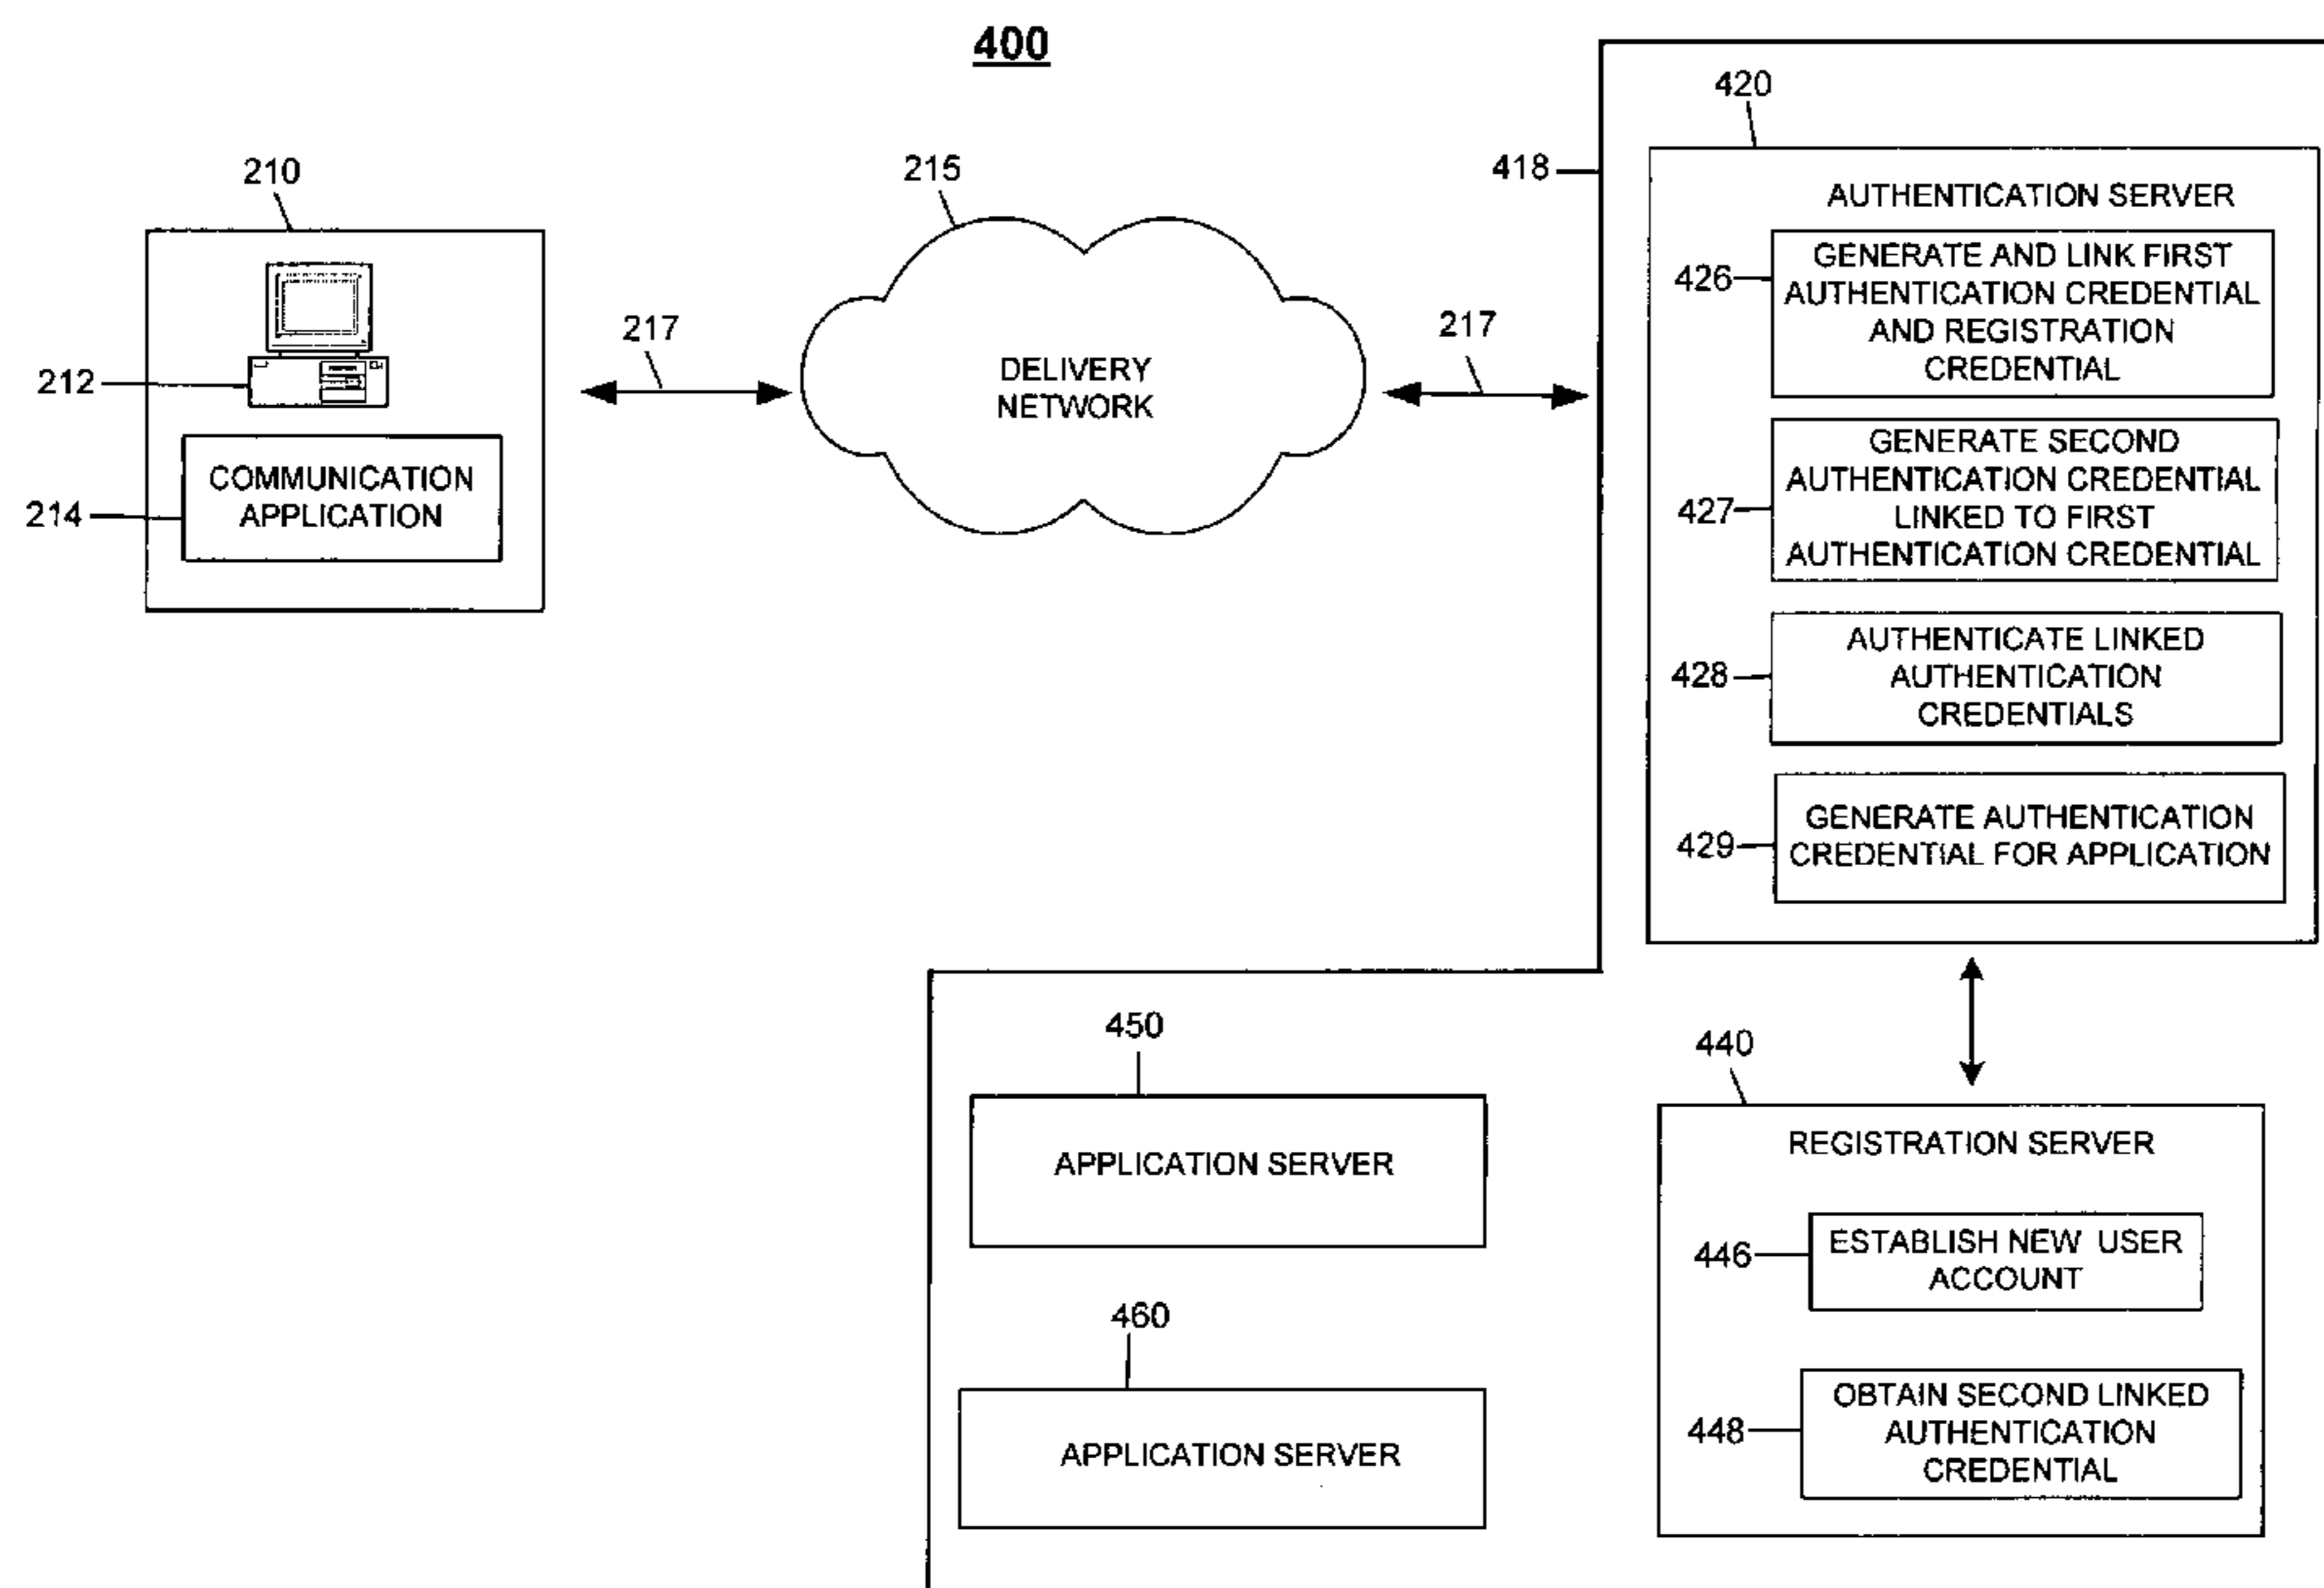 400
210
212
COMMUNICATION
APPLICATION
214
217
215
DELIVERY
NETWORK
217
418
420
AUTHENTICATION SERVER
426
GENERATE AND LINK FIRST
AUTHENTICATION CREDENTIAL
AND REGISTRATION
CREDENTIAL
427
GENERATE SECOND
AUTHENTICATION CREDENTIAL
LINKED TO FIRST
AUTHENTICATION CREDENTIAL
428
AUTHENTICATE LINKED
AUTHENTICATION
CREDENTIALS
429
GENERATE AUTHENTICATION
CREDENTIAL FOR APPLICATION
450
APPLICATION SERVER
460
APPLICATION SERVER
440
REGISTRATION SERVER
446
ESTABLISH NEW USER
ACCOUNT
448
OBTAIN SECOND LINKED
AUTHENTICATION
CREDENTIAL